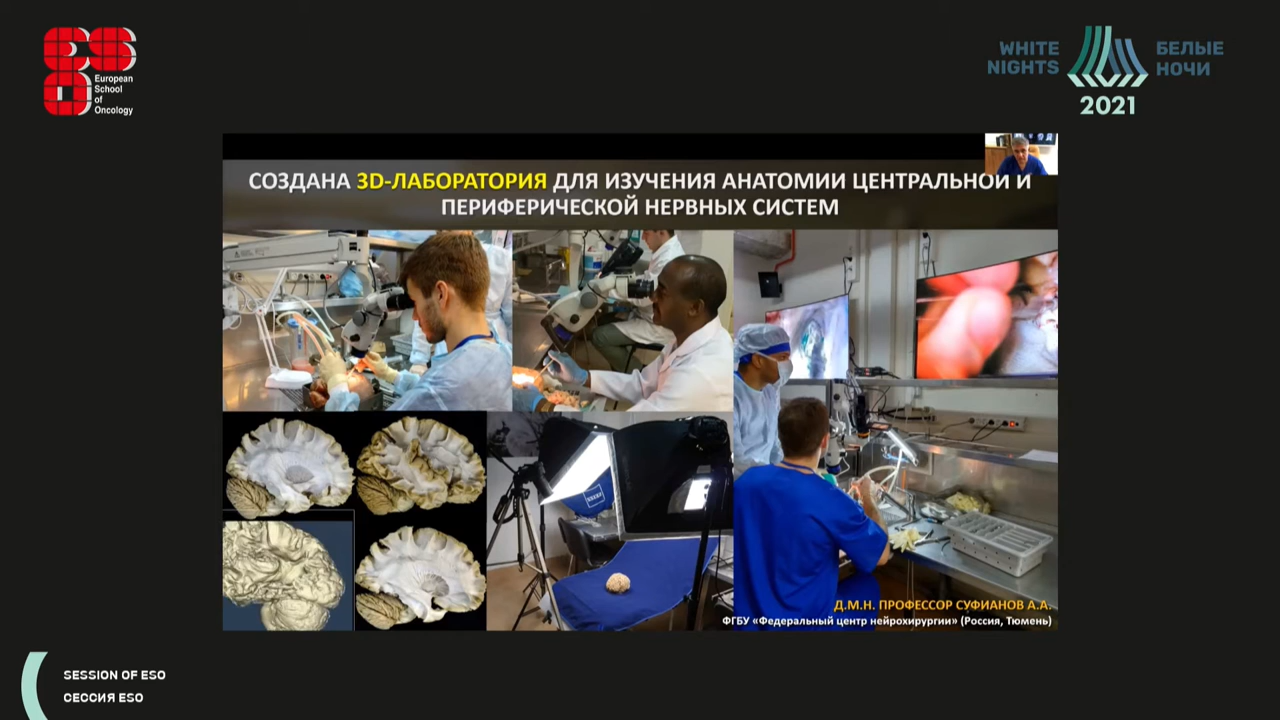 European
School
of
Oncology
WHITE
NIGHTS
БЕЛЫЕ
НОЧИ
2021
СОЗДАНА 3D-ЛАБОРАТОРИЯ ДЛЯ ИЗУЧЕНИЯ АНАТОМИИ ЦЕНТРАЛЬНОЙ И
ПЕРИФЕРИЧЕСКОЙ НЕРВНЫХ СИСТЕМ
Д.М.Н. ПРОФЕССОР СУФИАНОВ А.А.
ФГБУ «Федеральный центр нейрохирургии» (Россия, Тюмень)
SESSION OF ESO
СЕССИЯ ESO